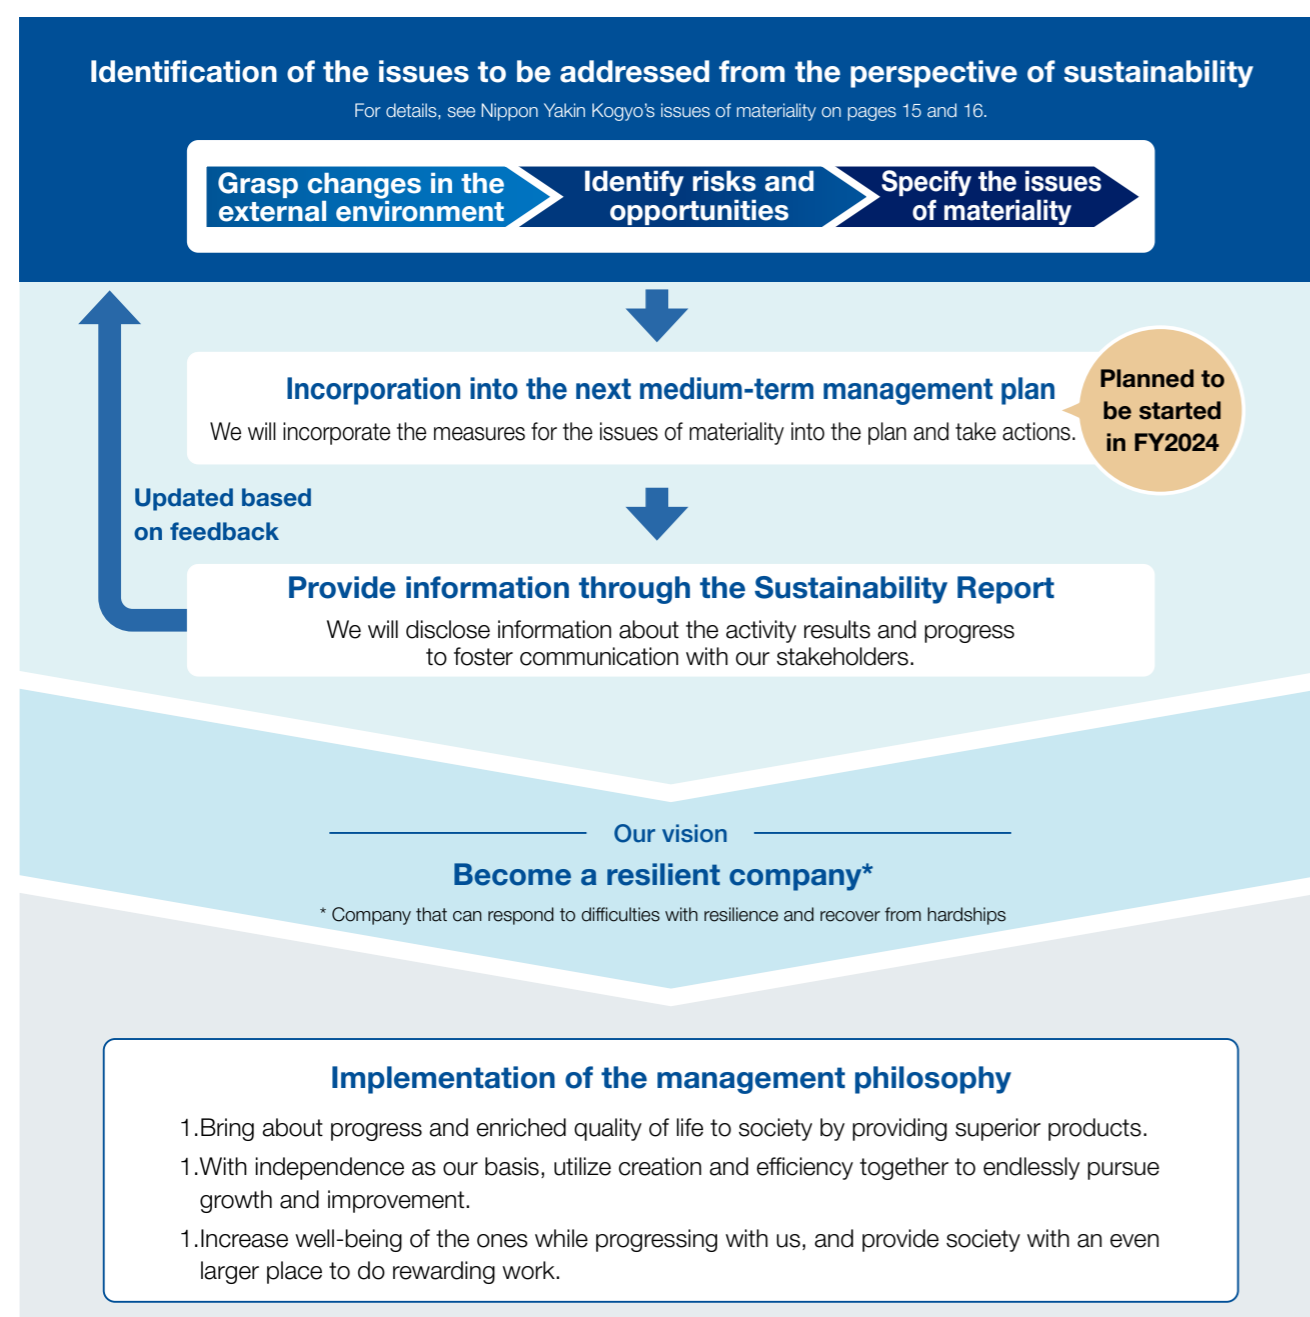 Identification of the issues to be addressed from the perspective of sustainability
For details, see Nippon Yakin Kogyo’s issues of materiality on pages 15 and 16.
Grasp changes in the
external environment
Identify risks and
opportunities
Specify the issues
of materiality
Incorporation into the next medium-term management plan
We will incorporate the measures for the issues of materiality into the plan and take actions.
Planned to
be started
in FY2024
Updated based
on feedback
Provide information through the Sustainability Report
We will disclose information about the activity results and progress
to foster communication with our stakeholders.
Our vision
Become a resilient company*
* Company that can respond to difficulties with resilience and recover from hardships
Implementation of the management philosophy
1.Bring about progress and enriched quality of life to society by providing superior products.
1.With independence as our basis, utilize creation and efficiency together to endlessly pursue
growth and improvement.
1.Increase well-being of the ones while progressing with us, and provide society with an even
larger place to do rewarding work.